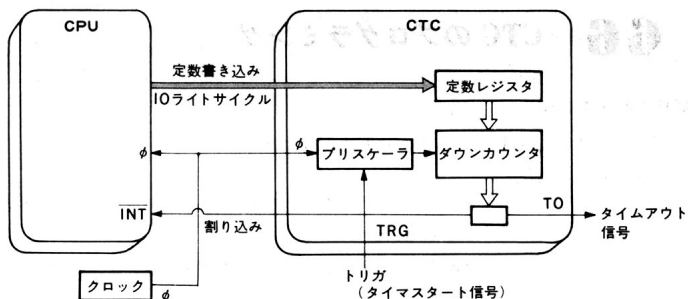 CPU
CTC
定数書き込み
IOライトサイクル
定数レジスタ
φ
φ
プリスケーラ
ダウンカウンタ
INT
割り込み
TRG
TO
タイムアウト
信号
クロック
φ
トリガ
(タイマスタート信号)